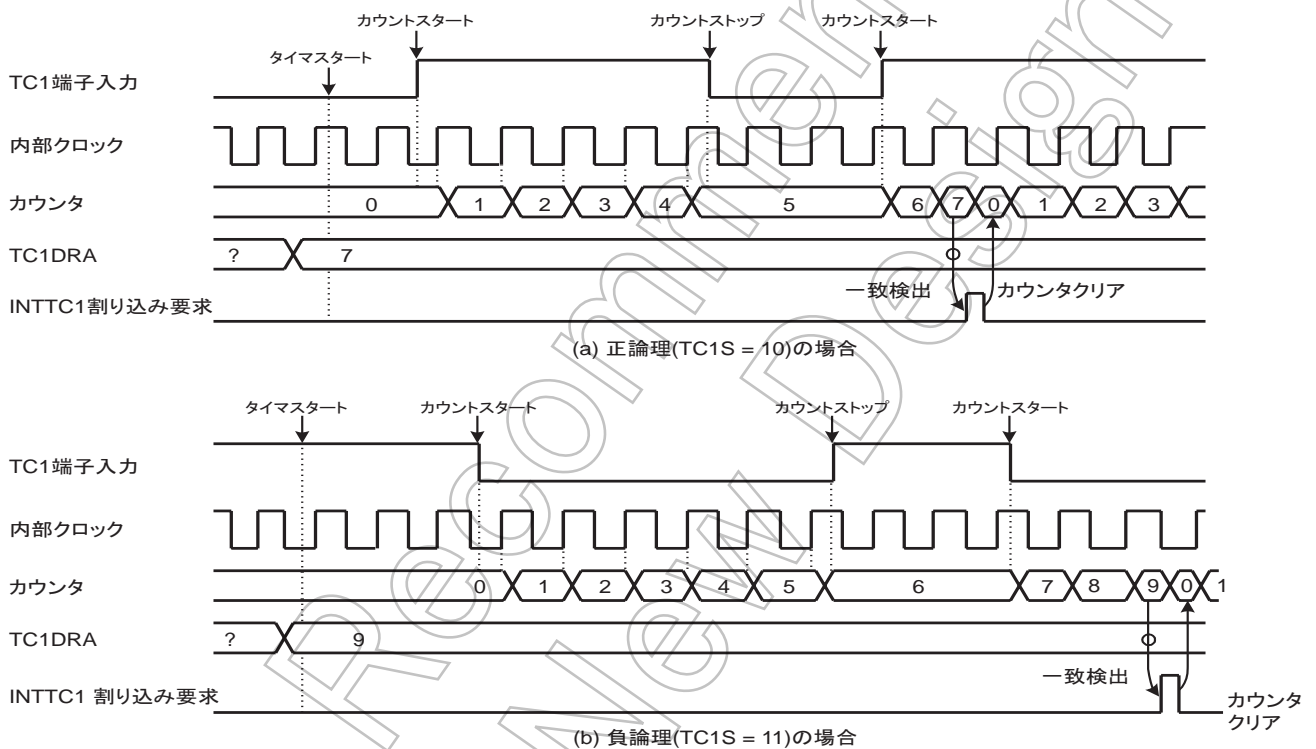 カウントスタート カウントストップ カウントスタート
タイマスタート
TC1端子入力
内部クロック
カウンタ 0 1 2 3 4 5 6 7 0 1 2 3
TC1DRA ? 7
一致検出 カウンタクリア
INTTC1割り込み要求
(a) 正論理(TC1S = 10)の場合
タイマスタート カウントスタート カウントストップ カウントスタート
TC1端子入力
内部クロック
カウンタ 0 1 2 3 4 5 6 7 8 9 0 1
TC1DRA ? 9
一致検出
INTTC1 割り込み要求 カウンタ
クリア
(b) 負論理(TC1S = 11)の場合
Recommen
New Design